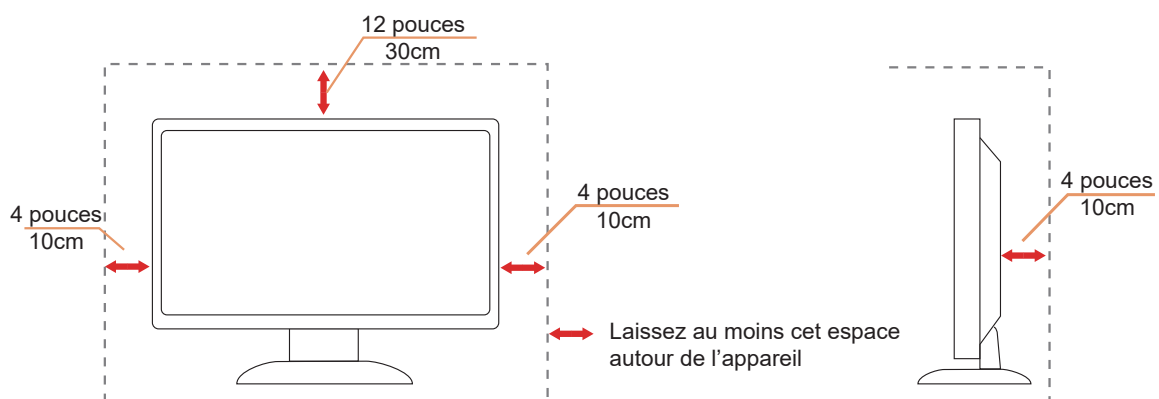 12 pouces
30cm
4 pouces
10cm
4 pouces
10cm
4 pouces
10cm
Laissez au moins cet espace
autour de l’appareil